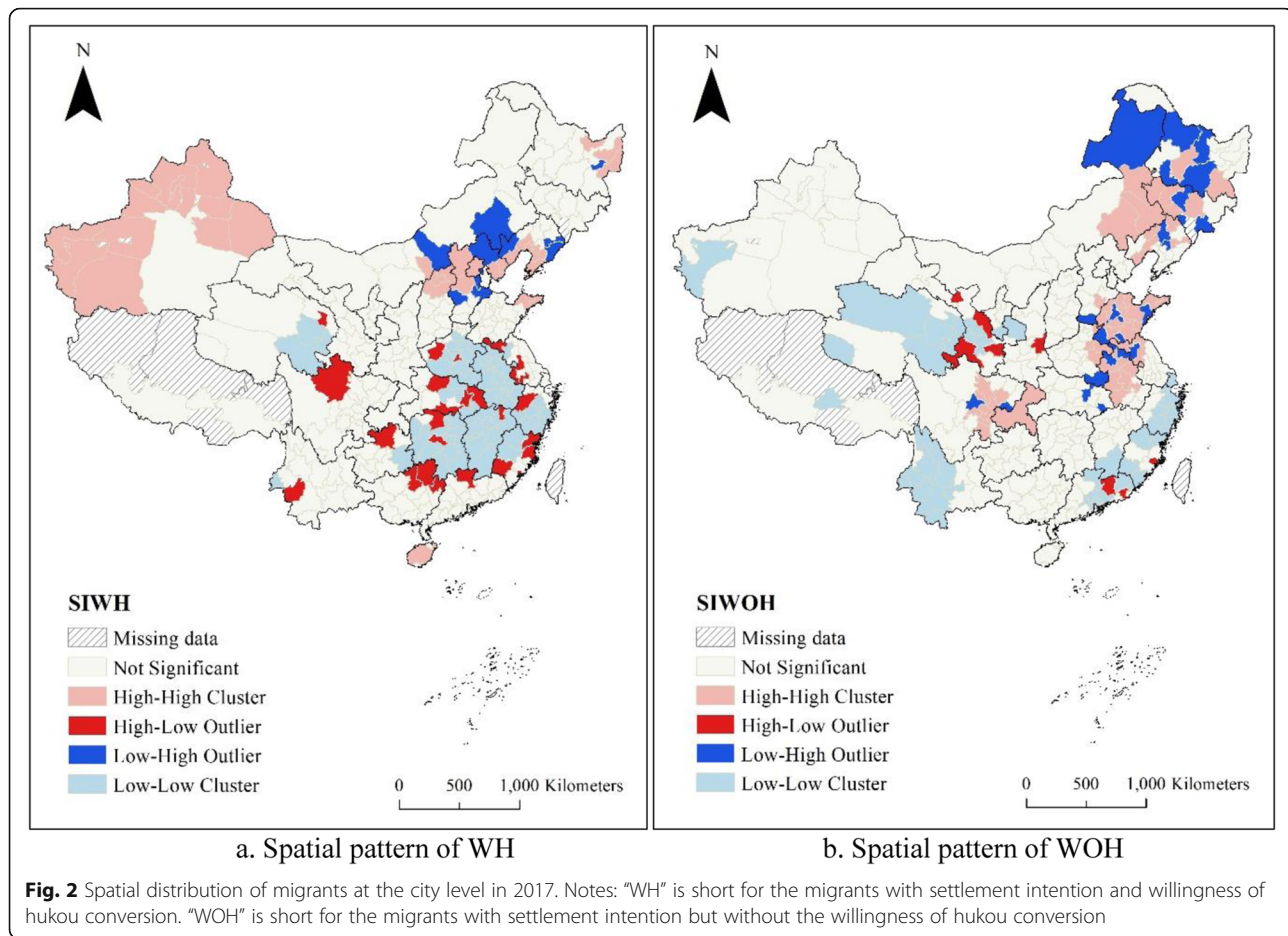 N
SIWH
Missing data
Not Significant
High-High Cluster
High-Low Outlier
Low-High Outlier
Low-Low Cluster
0 500 1,000 Kilometers
a. Spatial pattern of WH
N
SIWOH
Missing data
Not Significant
High-High Cluster
High-Low Outlier
Low-High Outlier
Low-Low Cluster
0 500 1,000 Kilometers
b. Spatial pattern of WOH
Fig. 2 Spatial distribution of migrants at the city level in 2017. Notes: “WH” is short for the migrants with settlement intention and willingness of
hukou conversion. “WOH” is short for the migrants with settlement intention but without the willingness of hukou conversion